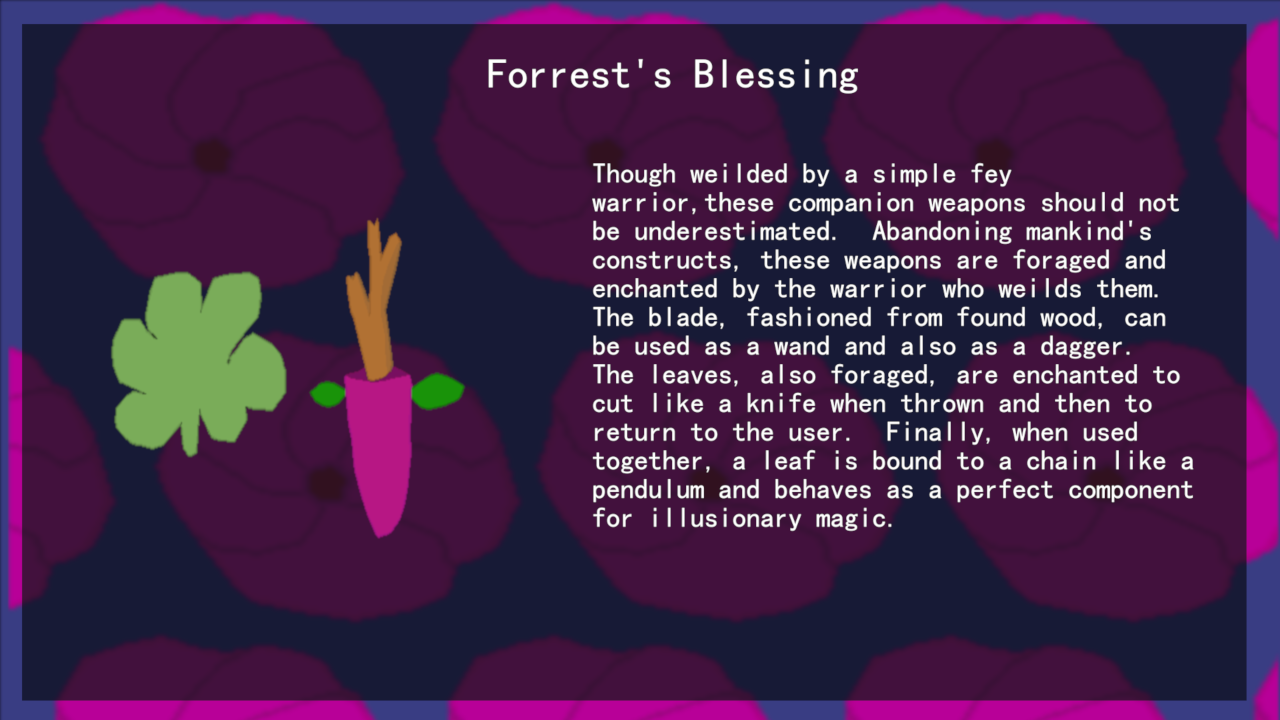 Forrest's Blessing
Though weilded by a simple fey
warrior,these companion weapons should not
be underestimated.  Abandoning mankind's
constructs, these weapons are foraged and
enchanted by the warrior who weilds them.
The blade, fashioned from found wood, can
be used as a wand and also as a dagger.
The leaves, also foraged, are enchanted to
cut like a knife when thrown and then to
return to the user.  Finally, when used
together, a leaf is bound to a chain like a
pendulum and behaves as a perfect component
for illusionary magic.